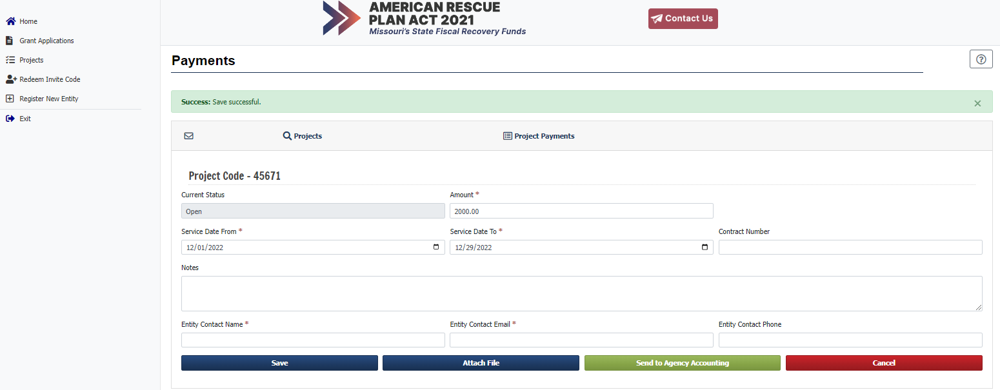 Home
Grant Applications
Projects
Redeem Invite Code
Register New Entity
Exit
AMERICAN RESCUE
PLAN ACT 2021
Missouri's State Fiscal Recovery Funds
Contact Us
Payments
Success: Save successful.
Projects
Project Payments
Project Code - 45671
Current Status
Amount *
Open
2000.00
Service Date From *
Service Date To *
Contract Number
12/01/2022
12/29/2022
Notes
Entity Contact Name *
Entity Contact Email *
Entity Contact Phone
Save
Attach File
Send to Agency Accounting
Cancel